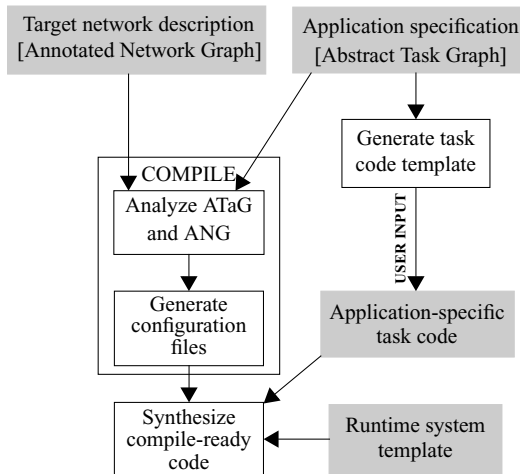 Target network description
[Annotated Network Graph]
Application specification
[Abstract Task Graph]
Generate task
code template
COMPILE
Analyze ATaG
and ANG
USER INPUT
Generate
configuration
files
Application-specific
task code
Synthesize
compile-ready
code
Runtime system
template